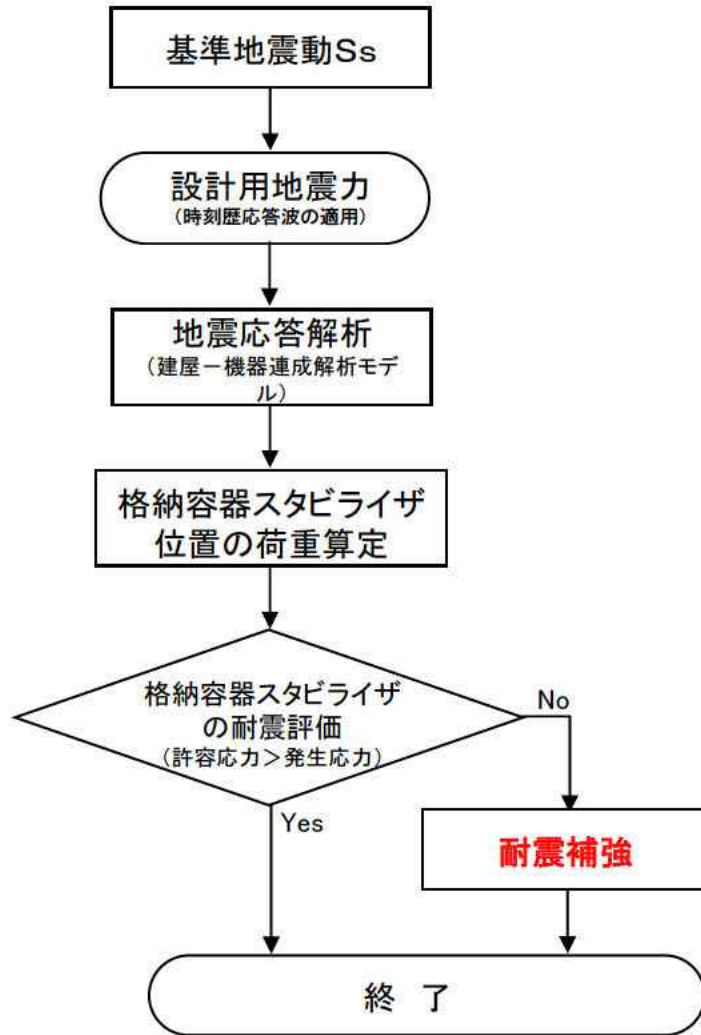 基準地震動Ss
設計用地震力
(時刻歴応答波の適用)
地震応答解析
(建屋－機器連成解析モデ
ル)
格納容器スタビライザ
位置の荷重算定
格納容器スタビライザ
の耐震評価
(許容応力＞発生応力)
No
Yes
耐震補強
終 了